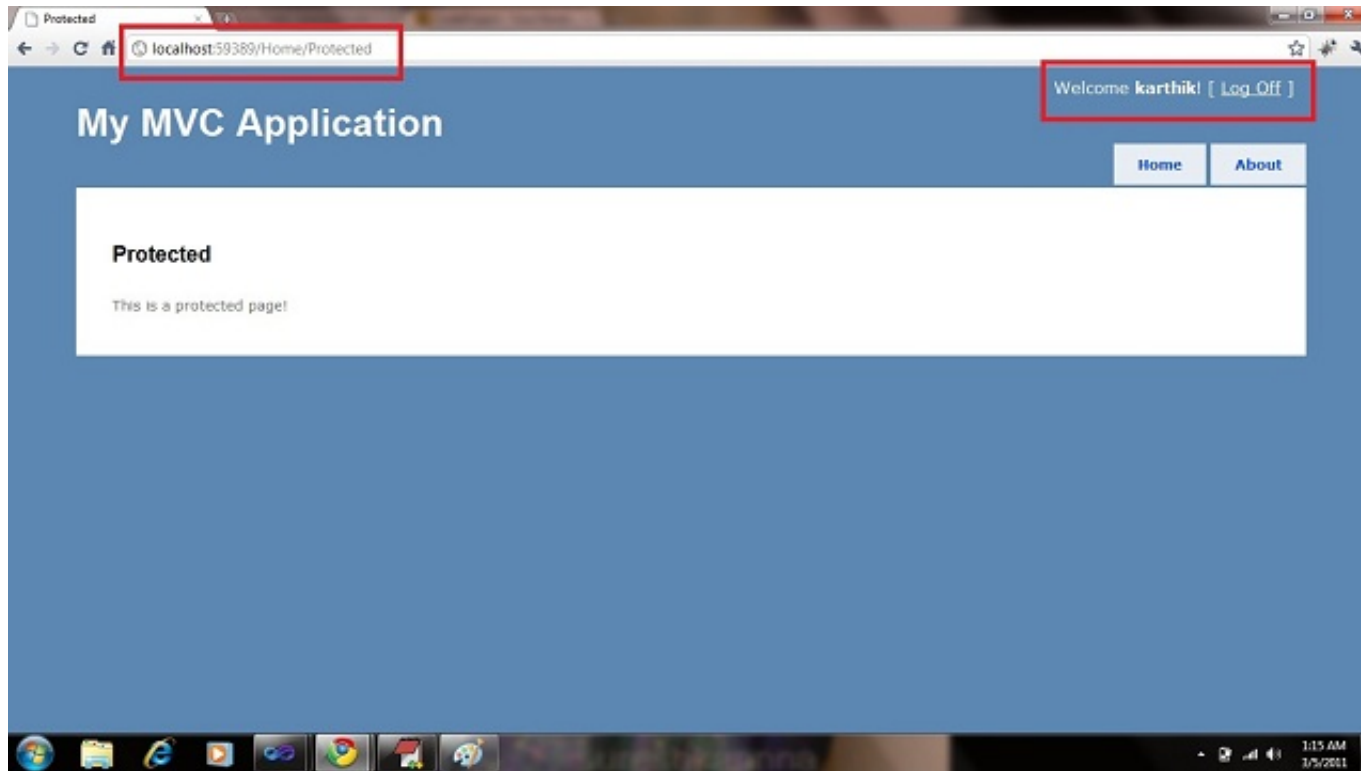 Protected
localhost:59389/Home/Protected
Welcome karthik! [ Log Off ]
My MVC Application
Home About
Protected
This is a protected page!
1:15 AM
3/5/2011